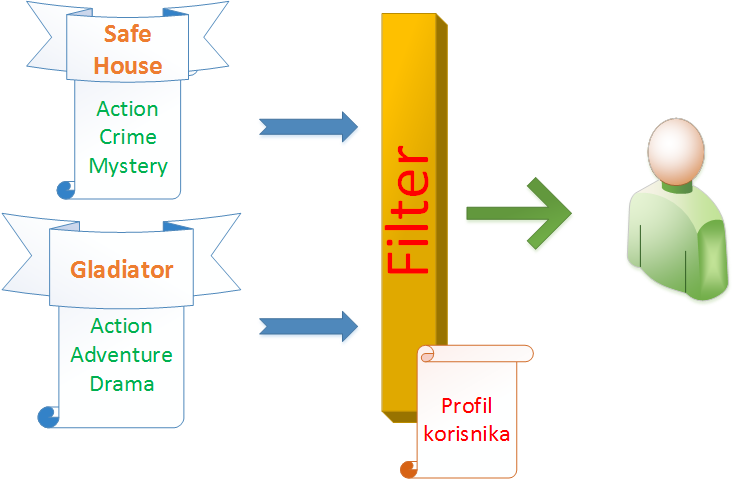 Safe
House
Action
Crime
Mystery
Gladiator
Action
Adventure
Drama
Filter
Profil
korisnika